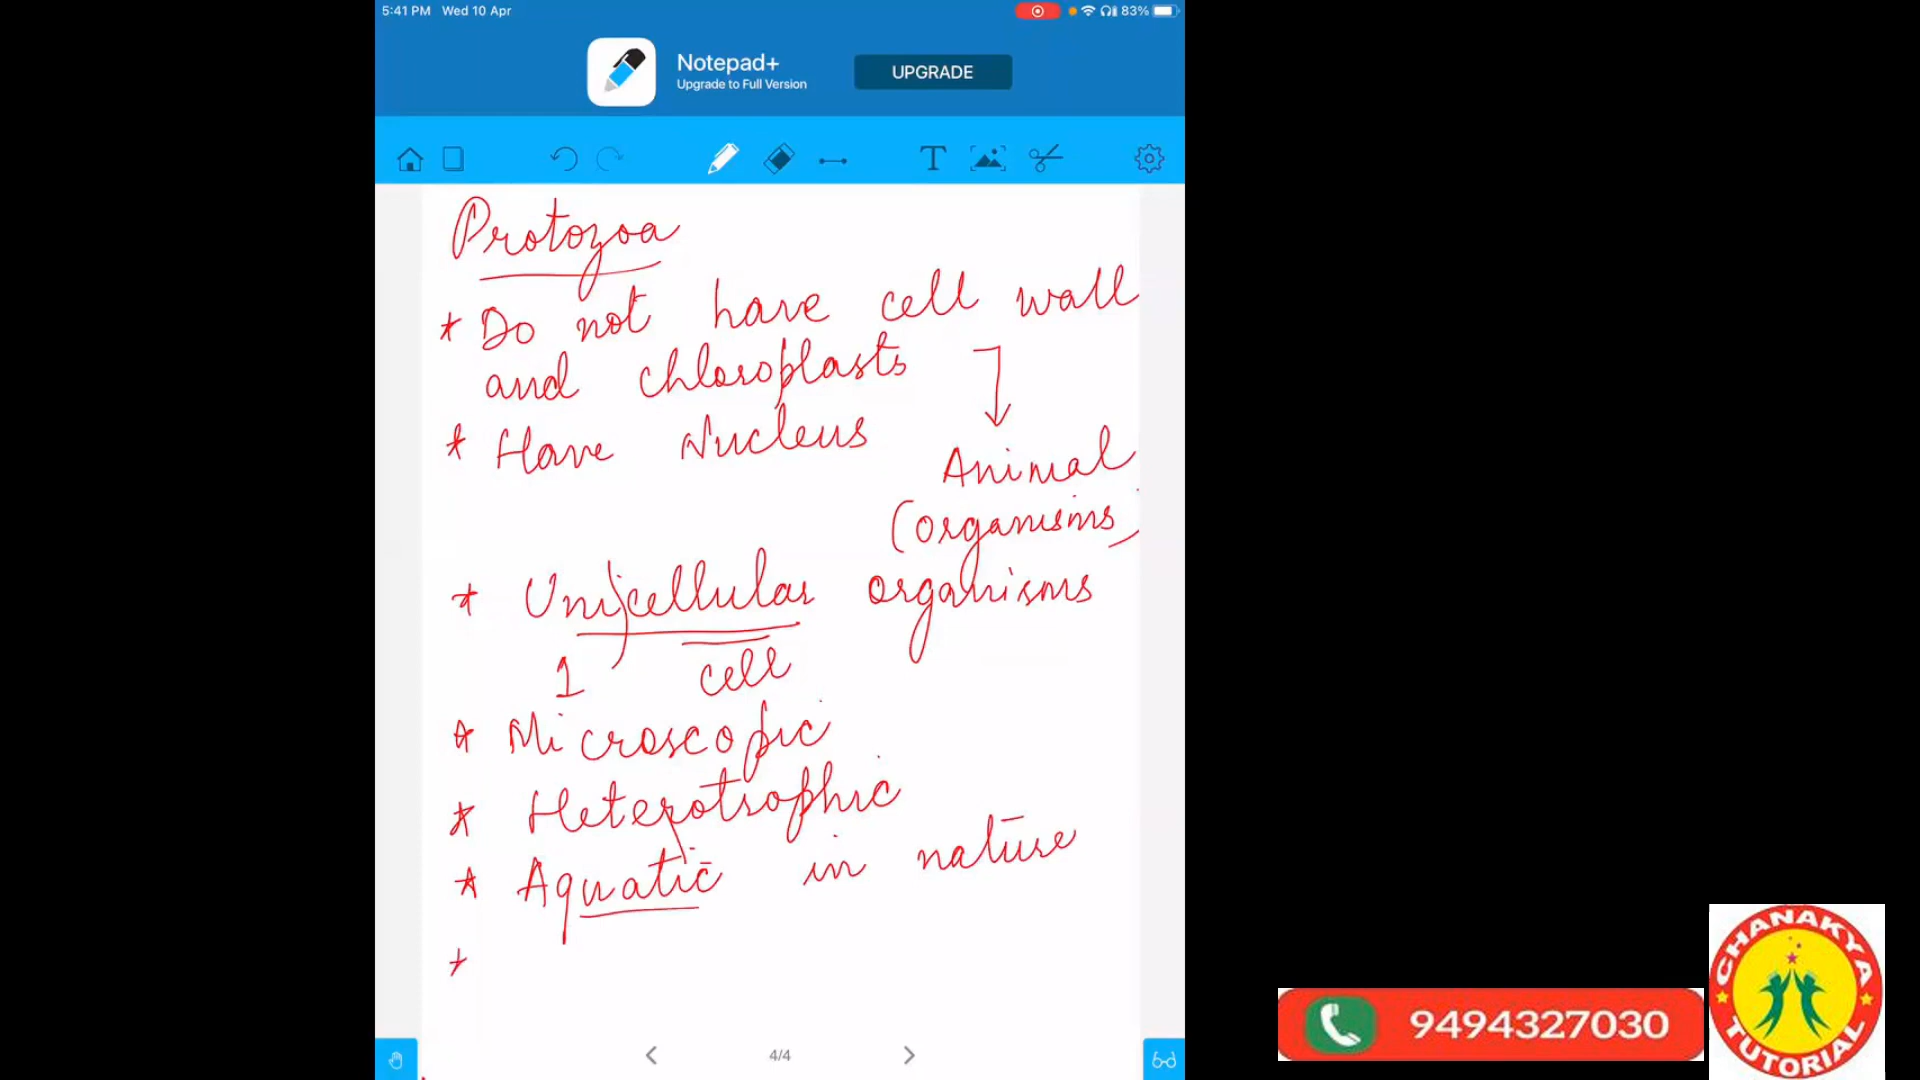 5:41 PM Wed 10 Apr
83%
Notepad+
Upgrade to Full Version
UPGRADE
T
Protozoa
* Do not have cell wall
and chloroplasts
* Have Nucleus
Animal
(organisms)
* Unicellular organisms
1 cell
* Microscopic
* Heterotrophic
* Aquatic in nature
*
4/4
9494327030
CHANAKYA
TUTORIAL